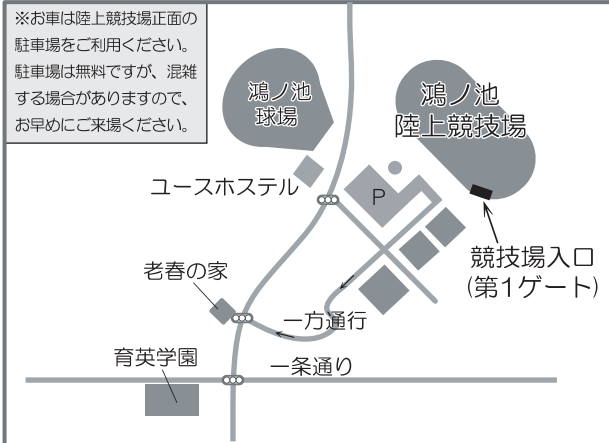 ※お車は陸上競技場正面の
駐車場をご利用ください。
駐車場は無料ですが、混雑
する場合がありますので、
お早めにご来場ください。
鴻ノ池
球場
鴻ノ池
陸上競技場
ユースホステル
P
競技場入口
(第1ゲート)
老春の家
一方通行
育英学園
一条通り